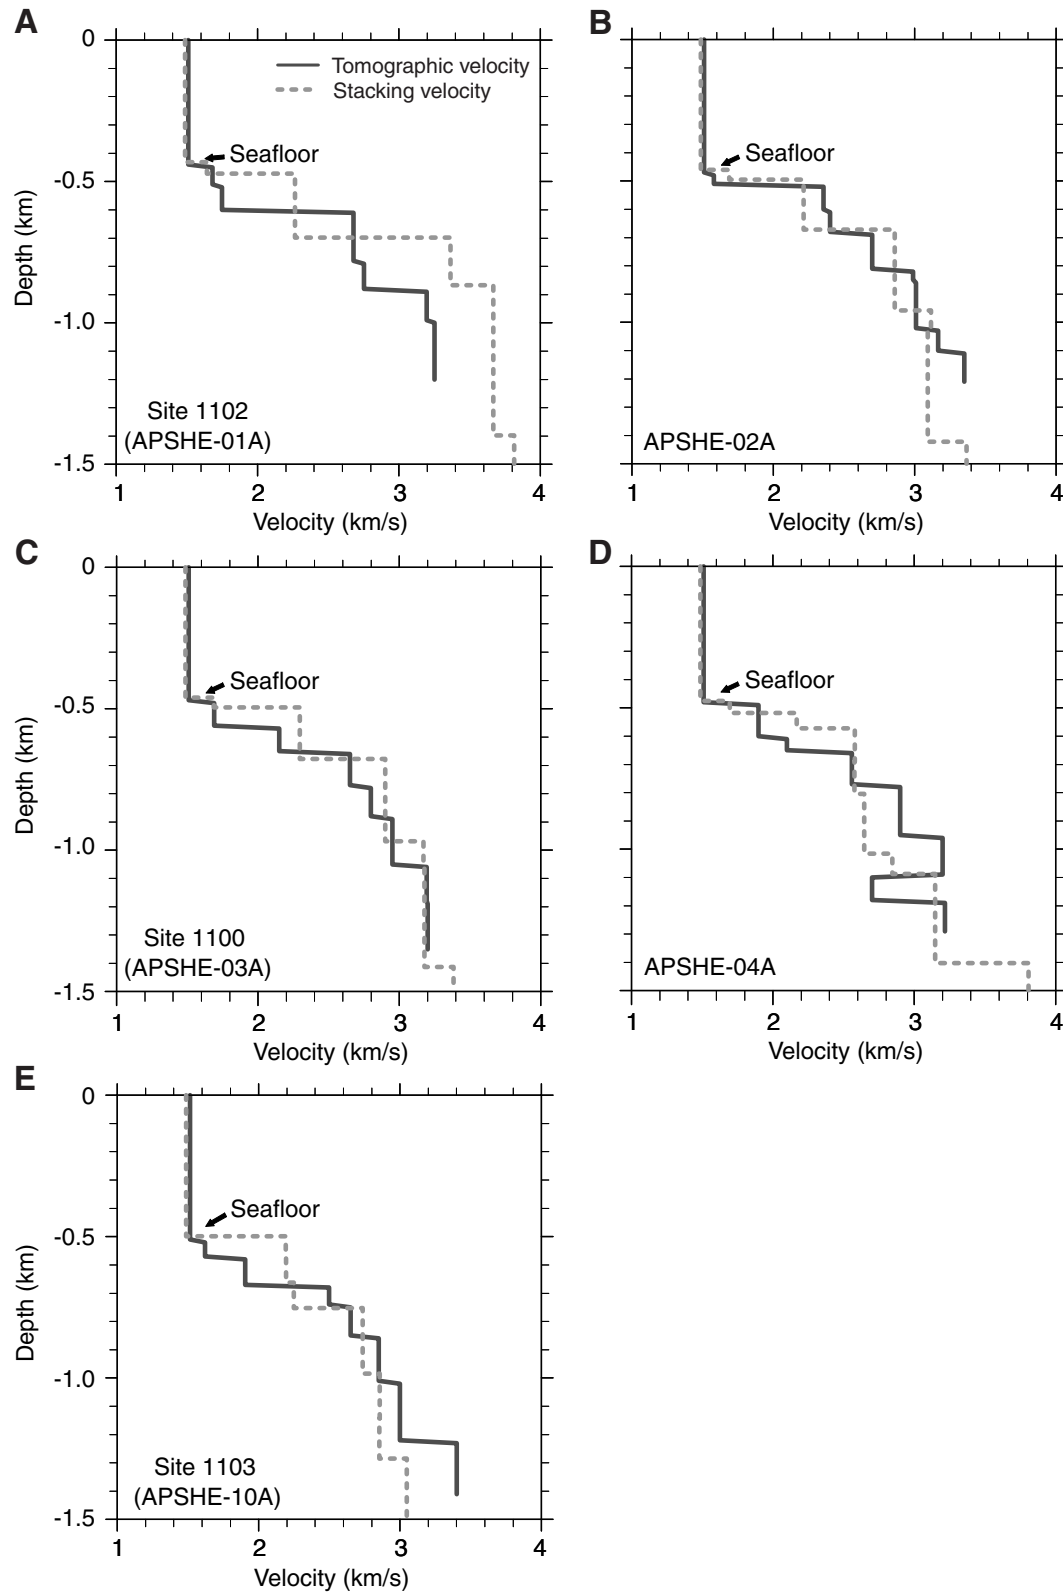 A
B
0
Tomographic velocity
Stacking velocity
Seafloor
Seafloor
-0.5
Depth (km)
-1.0
Site 1102
(APSHE-01A)
APSHE-02A
-1.5
1 2 3 4
1 2 3 4
Velocity (km/s)
Velocity (km/s)
C
D
0
Seafloor
Seafloor
-0.5
Depth (km)
-1.0
Site 1100
(APSHE-03A)
APSHE-04A
-1.5
1 2 3 4
1 2 3 4
Velocity (km/s)
Velocity (km/s)
E
0
Seafloor
-0.5
Depth (km)
-1.0
Site 1103
(APSHE-10A)
-1.5
1 2 3 4
Velocity (km/s)